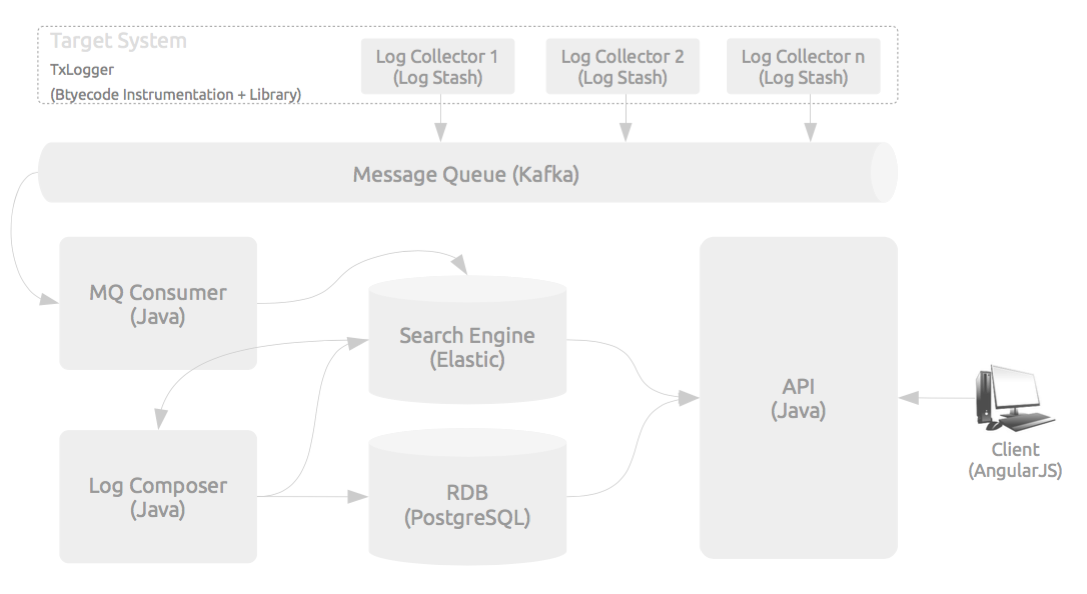 Target System
TxLogger
(Btyecode Instrumentation + Library)
Log Collector 1
(Log Stash)
Log Collector 2
(Log Stash)
Log Collector n
(Log Stash)
Message Queue (Kafka)
MQ Consumer
(Java)
Search Engine
(Elastic)
API
(Java)
Client
(AngularJS)
Log Composer
(Java)
RDB
(PostgreSQL)